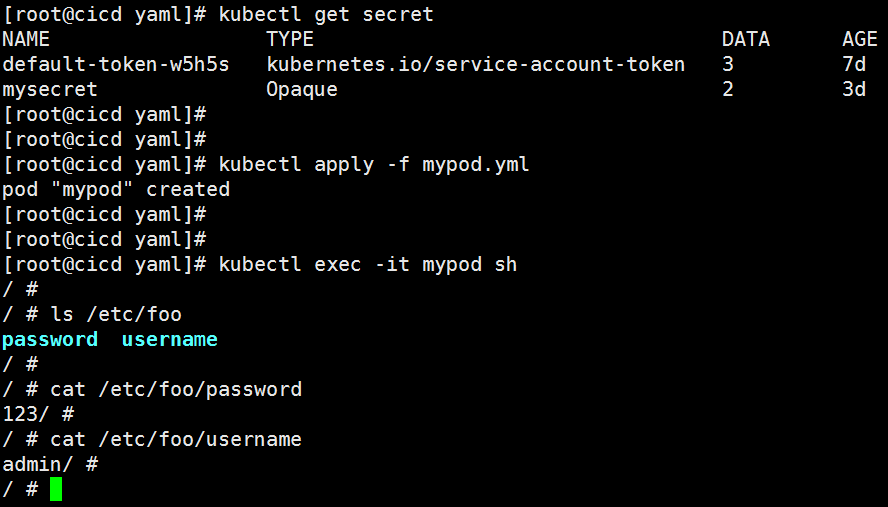 [root@cicd yaml]# kubectl get secret
NAME                  TYPE                                  DATA      AGE
default-token-w5h5s   kubernetes.io/service-account-token   3         7d
mysecret              Opaque                                2         3d
[root@cicd yaml]#
[root@cicd yaml]#
[root@cicd yaml]# kubectl apply -f mypod.yml
pod "mypod" created
[root@cicd yaml]#
[root@cicd yaml]#
[root@cicd yaml]# kubectl exec -it mypod sh
/ #
/ # ls /etc/foo
password  username
/ #
/ # cat /etc/foo/password
123/ #
/ # cat /etc/foo/username
admin/ #
/ #